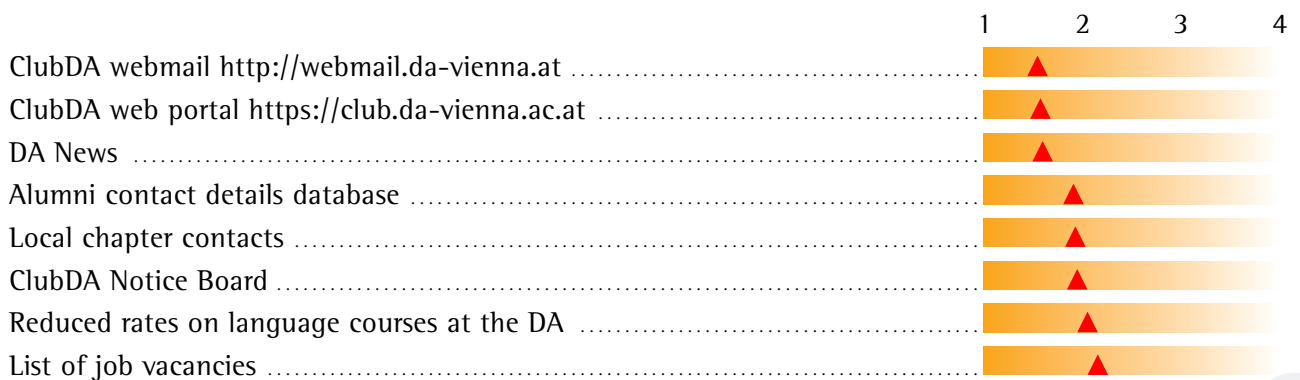 1 2 3 4
ClubDA webmail http://webmail.da-vienna.at
ClubDA web portal https://club.da-vienna.ac.at
DA News
Alumni contact details database
Local chapter contacts
ClubDA Notice Board
Reduced rates on language courses at the DA
List of job vacancies